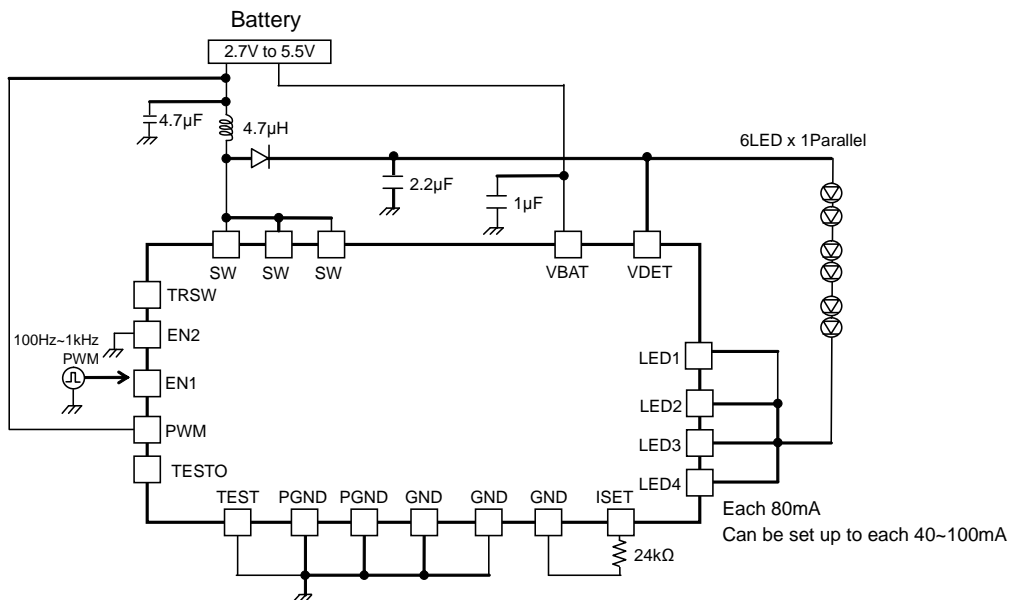 Battery
2.7V to 5.5V
4.7µF
4.7µH
6LED x 1Parallel
2.2µF
1µF
SW
SW
SW
VBAT
VDET
TRSW
EN2
100Hz~1kHz
PWM
EN1
PWM
TESTO
LED1
LED2
LED3
LED4
TEST
PGND
PGND
GND
GND
GND
ISET
Each 80mA
Can be set up to each 40~100mA
24kΩ